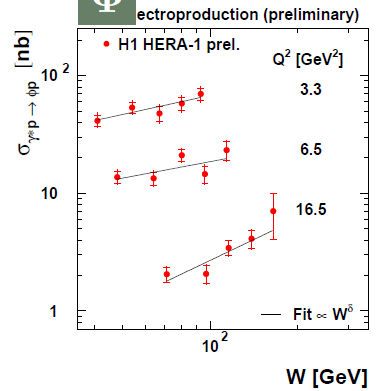 Φ
ectroproduction (preliminary)
H1 HERA-1 prel.
Q² [GeV²]
3.3
6.5
16.5
σγ*p → ϕp [nb]
10²
10
1
Fit ∝ Wᵟ
10²
W [GeV]